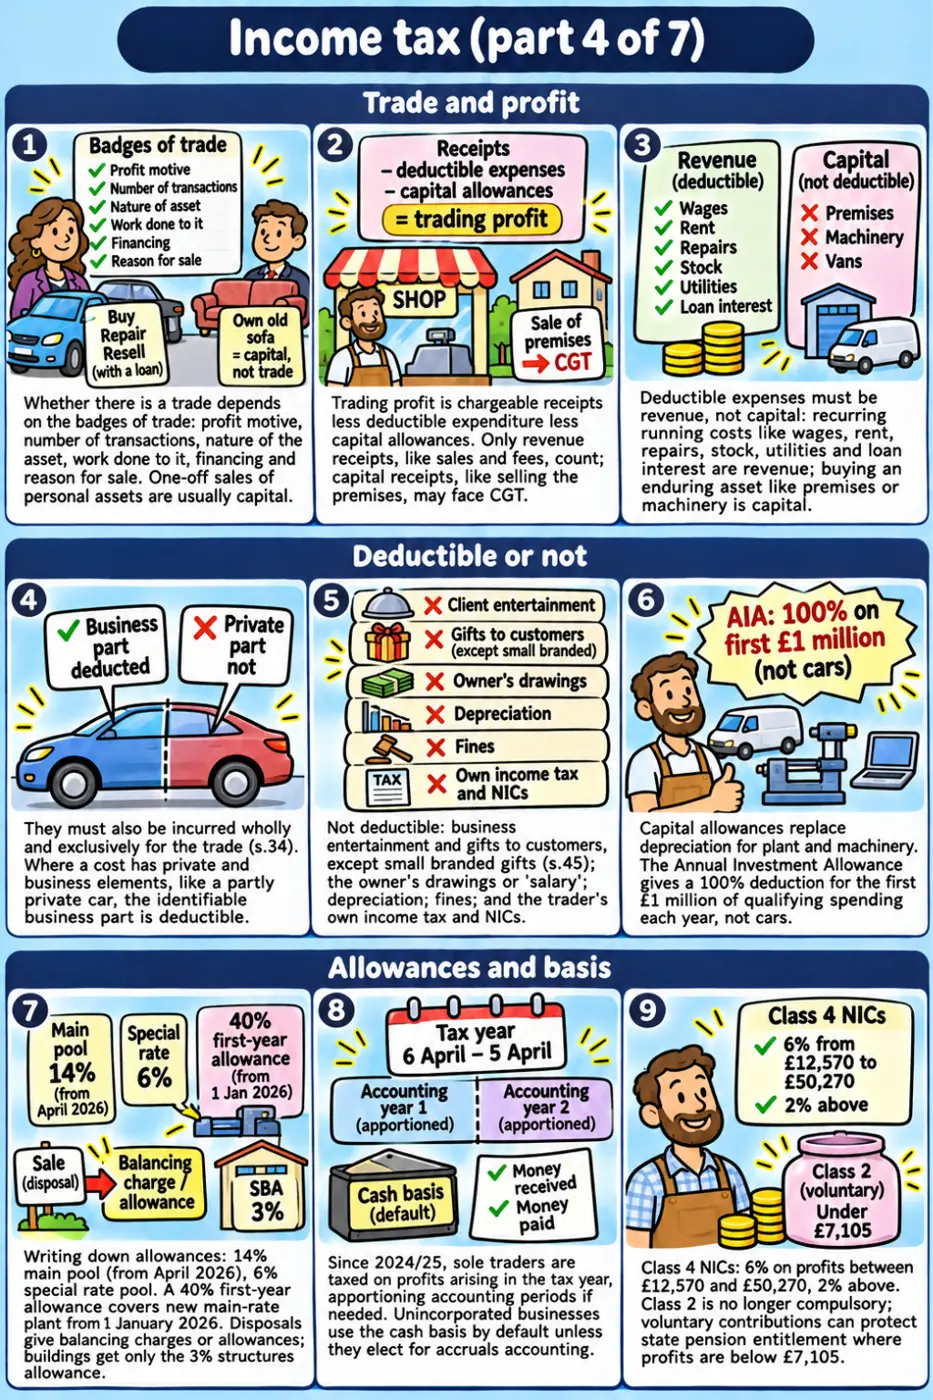 Income tax (part 4 of 7)
Trade and profit
1
Badges of trade
Profit motive
Number of transactions
Nature of asset
Work done to it
Financing
Reason for sale
Buy
Repair
Resell
(with a loan)
Own old
sofa
= capital,
not trade
Whether there is a trade depends
on the badges of trade: profit motive,
number of transactions, nature of the
asset, work done to it, financing and
reason for sale. One-off sales of
personal assets are usually capital.
2
Receipts
– deductible expenses
– capital allowances
= trading profit
SHOP
Sale of
premises
→ CGT
Trading profit is chargeable receipts
less deductible expenditure less
capital allowances. Only revenue
receipts, like sales and fees, count;
capital receipts, like selling the
premises, may face CGT.
3
Revenue
(deductible)
Wages
Rent
Repairs
Stock
Utilities
Loan interest
Capital
(not deductible)
Premises
Machinery
Vans
Deductible expenses must be
revenue, not capital: recurring
running costs like wages, rent,
repairs, stock, utilities and loan
interest are revenue; buying an
enduring asset like premises or
machinery is capital.
Deductible or not
4
Business
part
deducted
Private
part
not
They must also be incurred wholly
and exclusively for the trade (s.34).
Where a cost has private and
business elements, like a partly
private car, the identifiable
business part is deductible.
5
Client entertainment
Gifts to customers
(except small branded)
Owner's drawings
Depreciation
Fines
TAX
Own income tax
and NICs
Not deductible: business
entertainment and gifts to customers,
except small branded gifts (s.45);
the owner's drawings or 'salary';
depreciation; fines; and the trader's
own income tax and NICs.
6
AIA: 100% on
first £1 million
(not cars)
Capital allowances replace
depreciation for plant and machinery.
The Annual Investment Allowance
gives a 100% deduction for the first
£1 million of qualifying spending
each year, not cars.
Allowances and basis
7
Main
pool
14%
(from
April 2026)
Special
rate
6%
40%
first-year
allowance
(from
1 Jan 2026)
Sale
(disposal)
Balancing
charge /
allowance
SBA
3%
Writing down allowances: 14%
main pool (from April 2026), 6%
special rate pool. A 40% first-year
allowance covers new main-rate
plant from 1 January 2026. Disposals
give balancing charges or allowances;
buildings get only the 3% structures
allowance.
8
Tax year
6 April – 5 April
Accounting
year 1
(apportioned)
Accounting
year 2
(apportioned)
Cash basis
(default)
Money
received
Money
paid
Since 2024/25, sole traders are
taxed on profits arising in the tax year,
apportioning accounting periods if
needed. Unincorporated businesses
use the cash basis by default unless
they elect for accruals accounting.
9
Class 4 NICs
6% from
£12,570 to
£50,270
2% above
Class 2
(voluntary)
Under
£7,105
Class 4 NICs: 6% on profits between
£12,570 and £50,270, 2% above.
Class 2 is no longer compulsory;
voluntary contributions can protect
state pension entitlement where
profits are below £7,105.